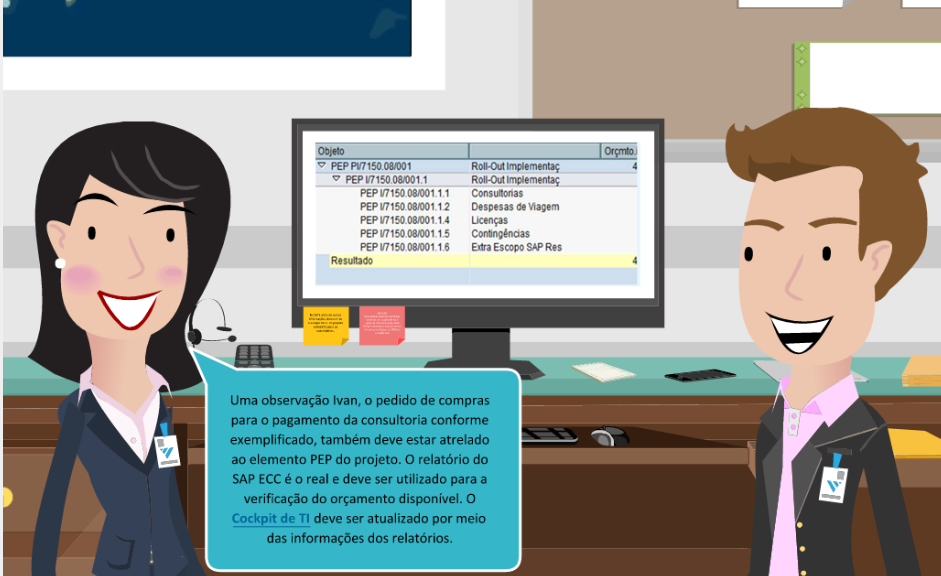 Objeto Orçmto.
PEP PI/7150.08/001 Roll-Out Implementaç 4
PEP I/7150.08/001.1 Roll-Out Implementaç
PEP I/7150.08/001.1.1 Consultorias
PEP I/7150.08/001.1.2 Despesas de Viagem
PEP I/7150.08/001.1.4 Licenças
PEP I/7150.08/001.1.5 Contingências
PEP I/7150.08/001.1.6 Extra Escopo SAP Res
Resultado 4
Uma observação Ivan, o pedido de compras
para o pagamento da consultoria conforme
exemplificado, também deve estar atrelado
ao elemento PEP do projeto. O relatório do
SAP ECC é o real e deve ser utilizado para a
verificação do orçamento disponível. O
Cockpit de TI deve ser atualizado por meio
das informações dos relatórios.